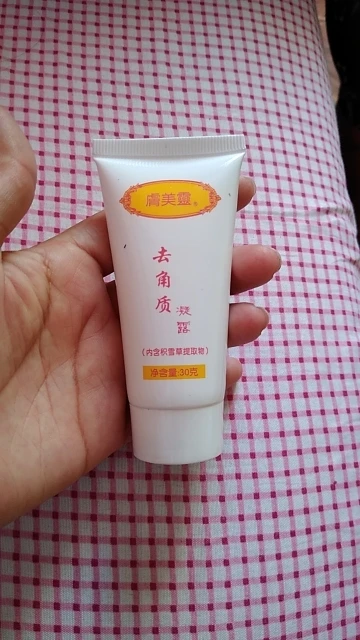 膚美靈®
去角质
凝露
(内含积雪草提取物)
净含量:30克